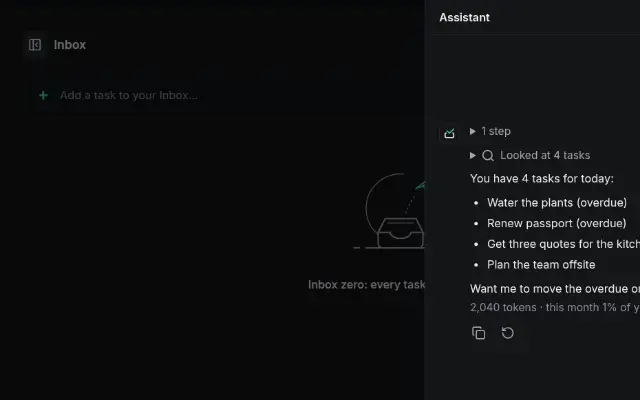 Assistant
Inbox
Add a task to your Inbox...
1 step
Looked at 4 tasks
You have 4 tasks for today:
• Water the plants (overdue)
• Renew passport (overdue)
• Get three quotes for the kitch
• Plan the team offsite
Inbox zero: every task
Want me to move the overdue o
2,040 tokens · this month 1% of y